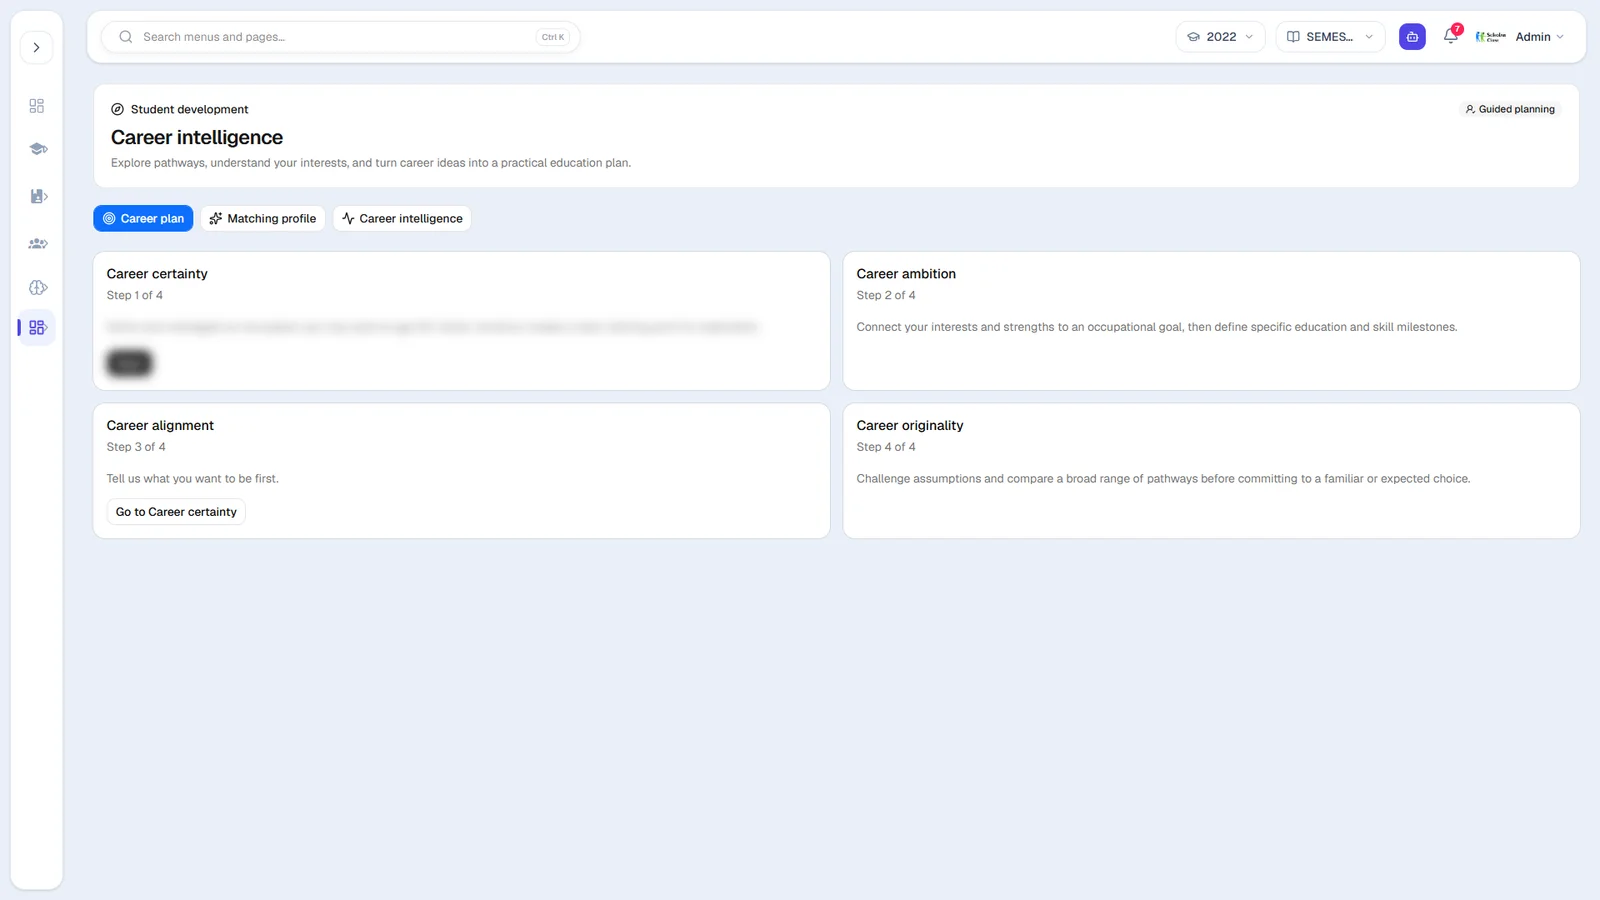 Search menus and pages...
Ctrl K
2022
SEMES...
7
Scholar Clone
Admin
Student development
Guided planning
Career intelligence
Explore pathways, understand your interests, and turn career ideas into a practical education plan.
Career plan
Matching profile
Career intelligence
Career certainty
Step 1 of 4
Career ambition
Step 2 of 4
Connect your interests and strengths to an occupational goal, then define specific education and skill milestones.
Career alignment
Step 3 of 4
Tell us what you want to be first.
Go to Career certainty
Career originality
Step 4 of 4
Challenge assumptions and compare a broad range of pathways before committing to a familiar or expected choice.